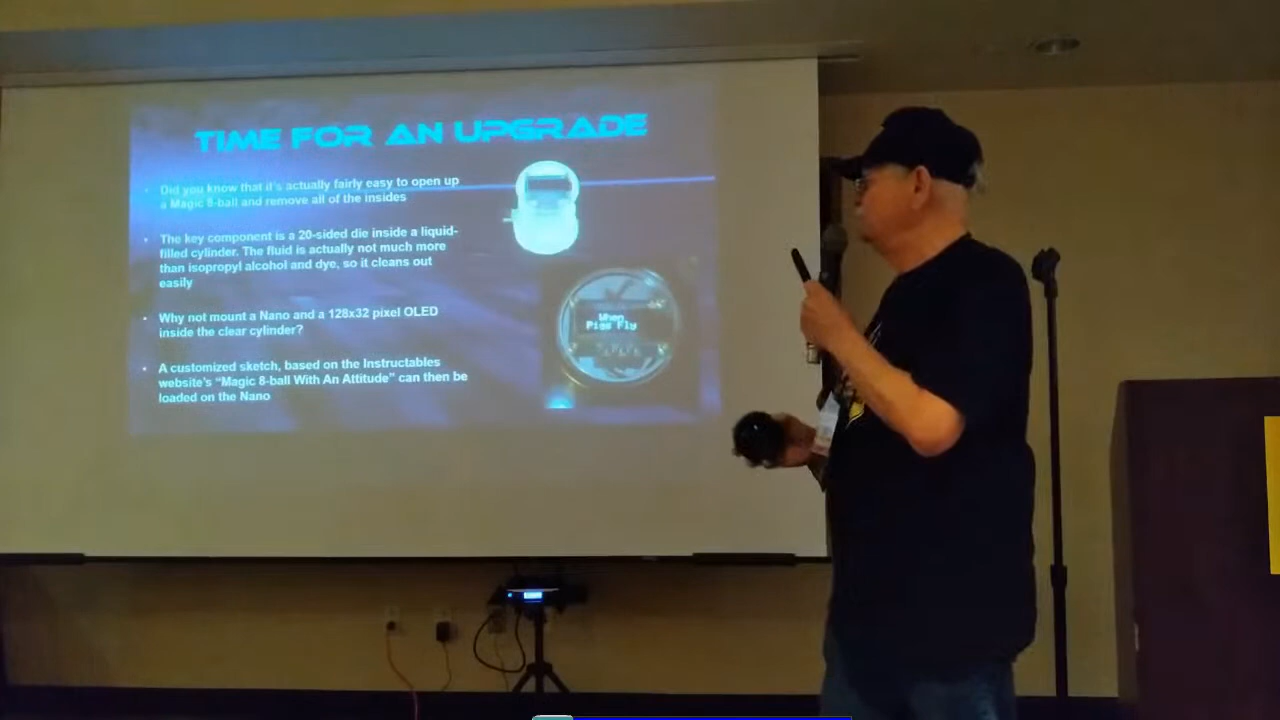 TIME FOR AN UPGRADE
• Did you know that it's actually fairly easy to open up
a Magic 8-ball and remove all of the insides
• The key component is a 20-sided die inside a liquid-
filled cylinder. The fluid is actually not much more
than isopropyl alcohol and dye, so it cleans out
easily
• Why not mount a Nano and a 128x32 pixel OLED
inside the clear cylinder?
• A customized sketch, based on the Instructables
website's "Magic 8-ball With An Attitude" can then be
loaded on the Nano
When
Pigs Fly